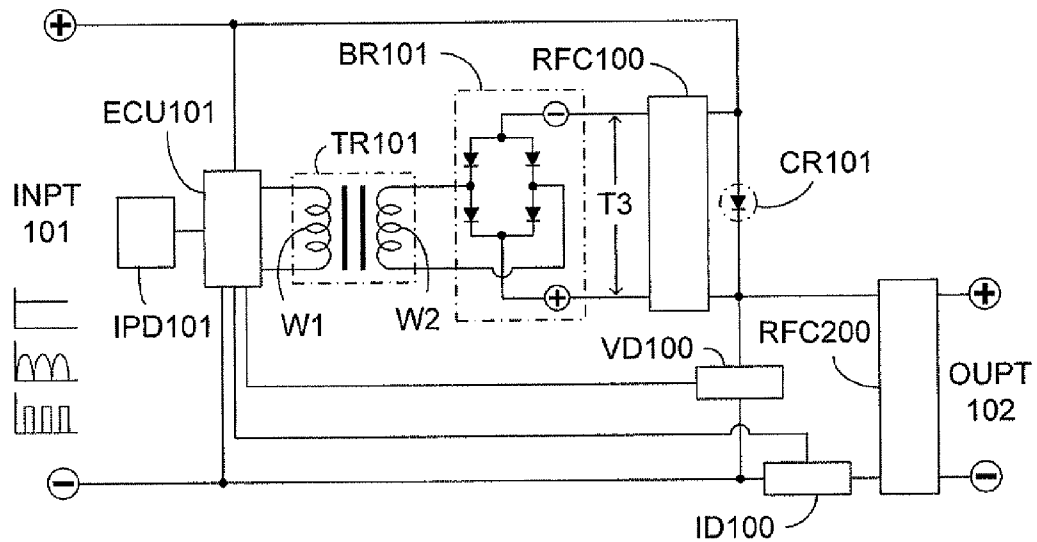 +
BR101
RFC100
ECU101
TR101
−
CR101
INPT
101
T3
IPD101
W1
W2
+
+
VD100
RFC200
OUPT
102
−
−
ID100